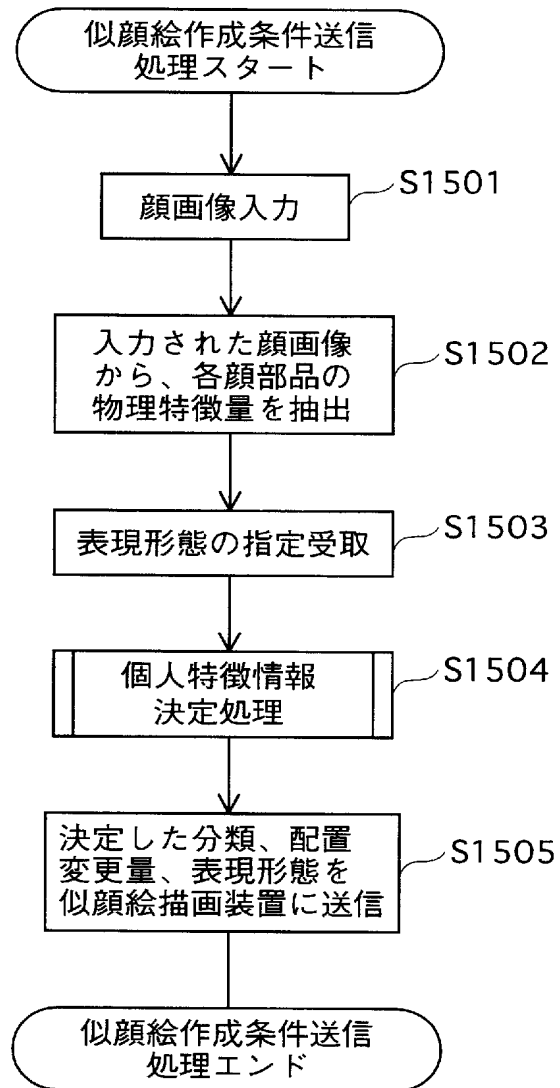 似顔絵作成条件送信
処理スタート
顔画像入力
S1501
入力された顔画像
から、各顔部品の
物理特徴量を抽出
S1502
表現形態の指定受取
S1503
個人特徴情報
決定処理
S1504
決定した分類、配置
変更量、表現形態を
似顔絵描画装置に送信
S1505
似顔絵作成条件送信
処理エンド